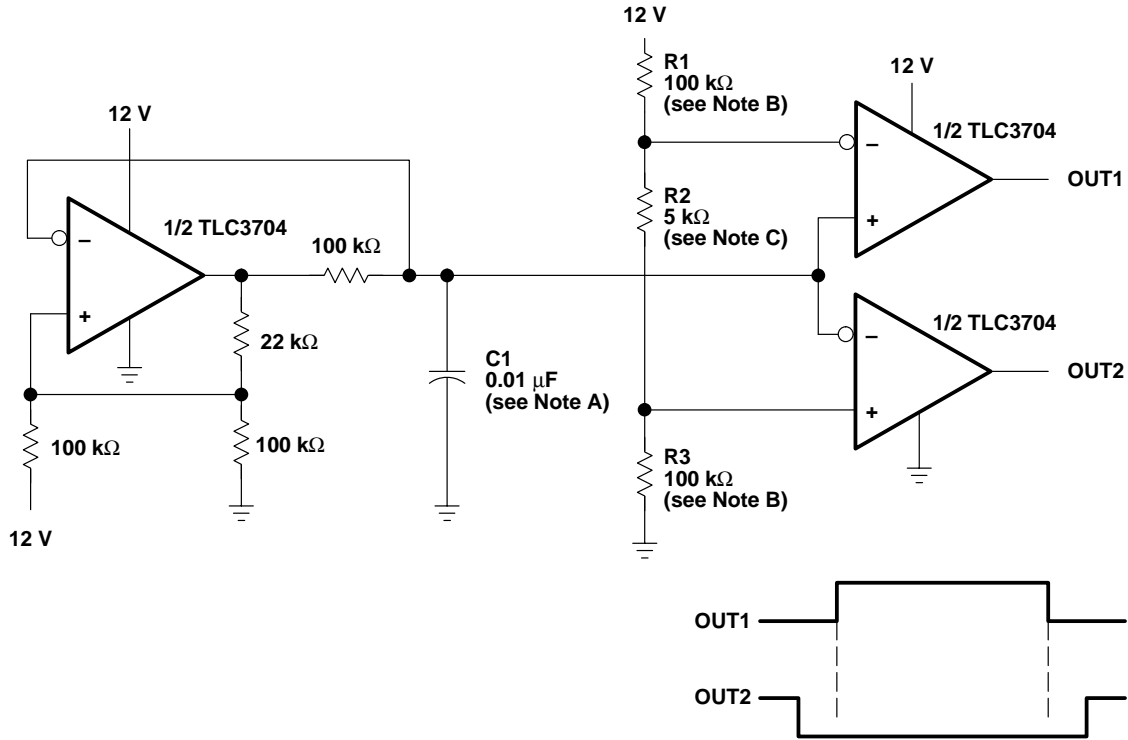 12 V
R1
100 kΩ
(see Note B)
12 V
1/2 TLC3704
OUT1
12 V
1/2 TLC3704
100 kΩ
22 kΩ
100 kΩ
100 kΩ
12 V
C1
0.01 μF
(see Note A)
R2
5 kΩ
(see Note C)
1/2 TLC3704
OUT2
R3
100 kΩ
(see Note B)
−
+
−
+
−
+
OUT1
OUT2